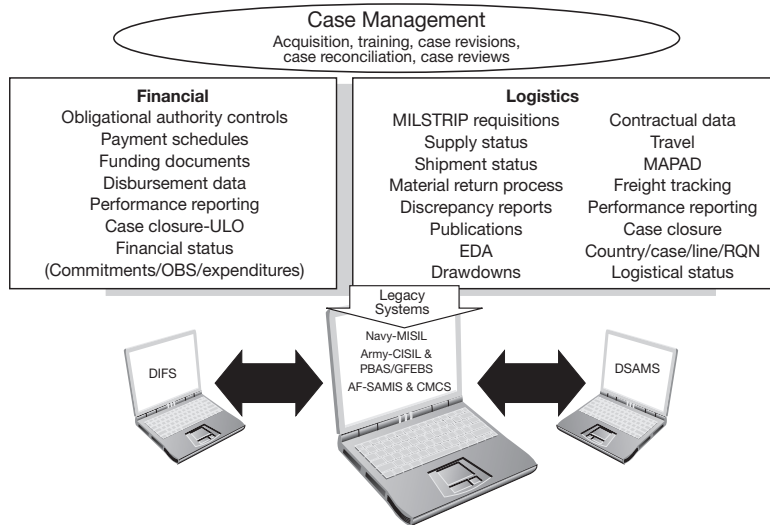 Case Management
Acquisition, training, case revisions,
case reconciliation, case reviews
Financial
Obligational authority controls
Payment schedules
Funding documents
Disbursement data
Performance reporting
Case closure-ULO
Financial status
(Commitments/OBS/expenditures)
Logistics
MILSTRIP requisitions
Supply status
Shipment status
Material return process
Discrepancy reports
Publications
EDA
Drawdowns
Contractual data
Travel
MAPAD
Freight tracking
Performance reporting
Case closure
Country/case/line/RQN
Logistical status
Legacy
Systems
DIFS
Navy-MISIL
Army-CISIL &
PBAS/GFEBS
AF-SAMIS & CMCS
DSAMS